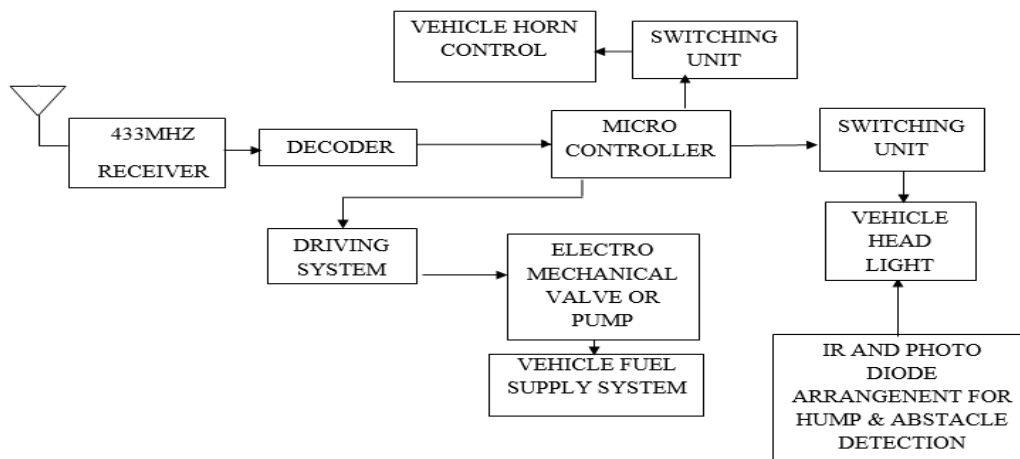 VEHICLE HORN
CONTROL
SWITCHING
UNIT
433MHZ
RECEIVER
DECODER
MICRO
CONTROLLER
SWITCHING
UNIT
DRIVING
SYSTEM
ELECTRO
MECHANICAL
VALVE OR
PUMP
VEHICLE
HEAD
LIGHT
VEHICLE FUEL
SUPPLY SYSTEM
IR AND PHOTO
DIODE
ARRANGENENT FOR
HUMP & ABSTACLE
DETECTION